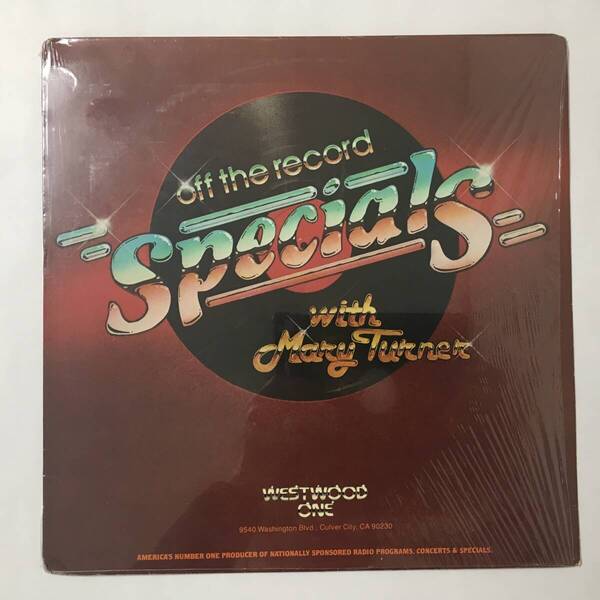 off the record
Specials
with
Mary Turner
WESTWOOD
ONE
9540 Washington Blvd., Culver City, CA 90230
AMERICA'S NUMBER ONE PRODUCER OF NATIONALLY SPONSORED RADIO PROGRAMS, CONCERTS & SPECIALS.